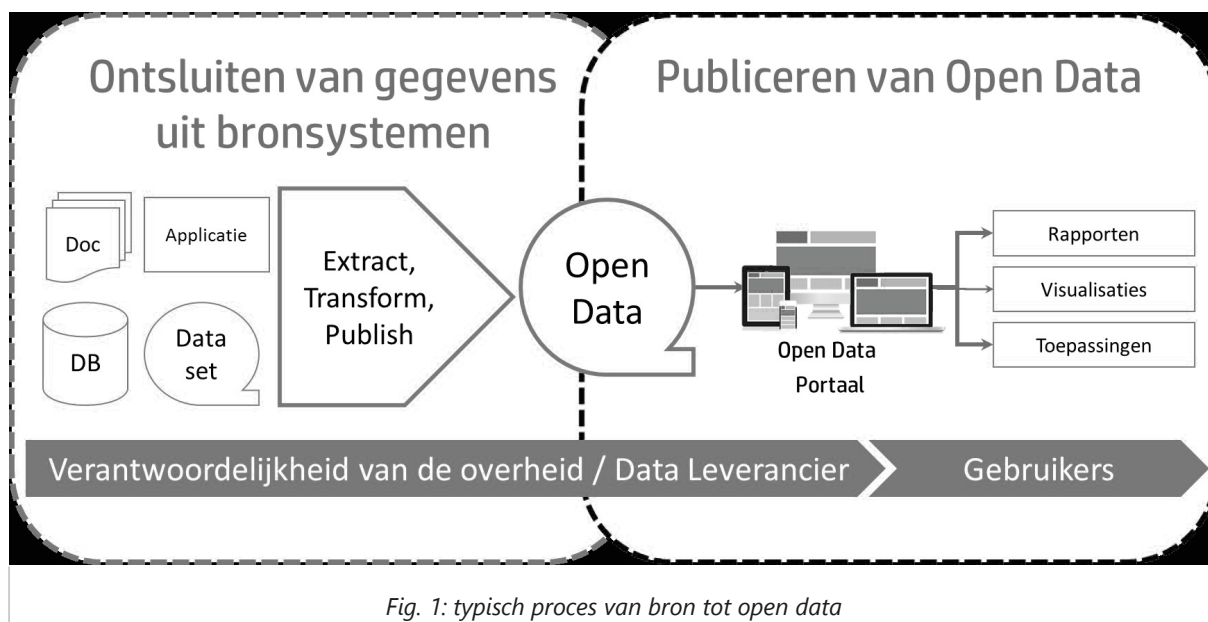 Ontsluiten van gegevens
uit bronsystemen
Publiceren van Open Data
Doc
Applicatie
DB
Data
set
Extract,
Transform,
Publish
Open
Data
Open Data
Portaal
Rapporten
Visualisaties
Toepassingen
Verantwoordelijkheid van de overheid / Data Leverancier
Gebruikers
Fig. 1: typisch proces van bron tot open data